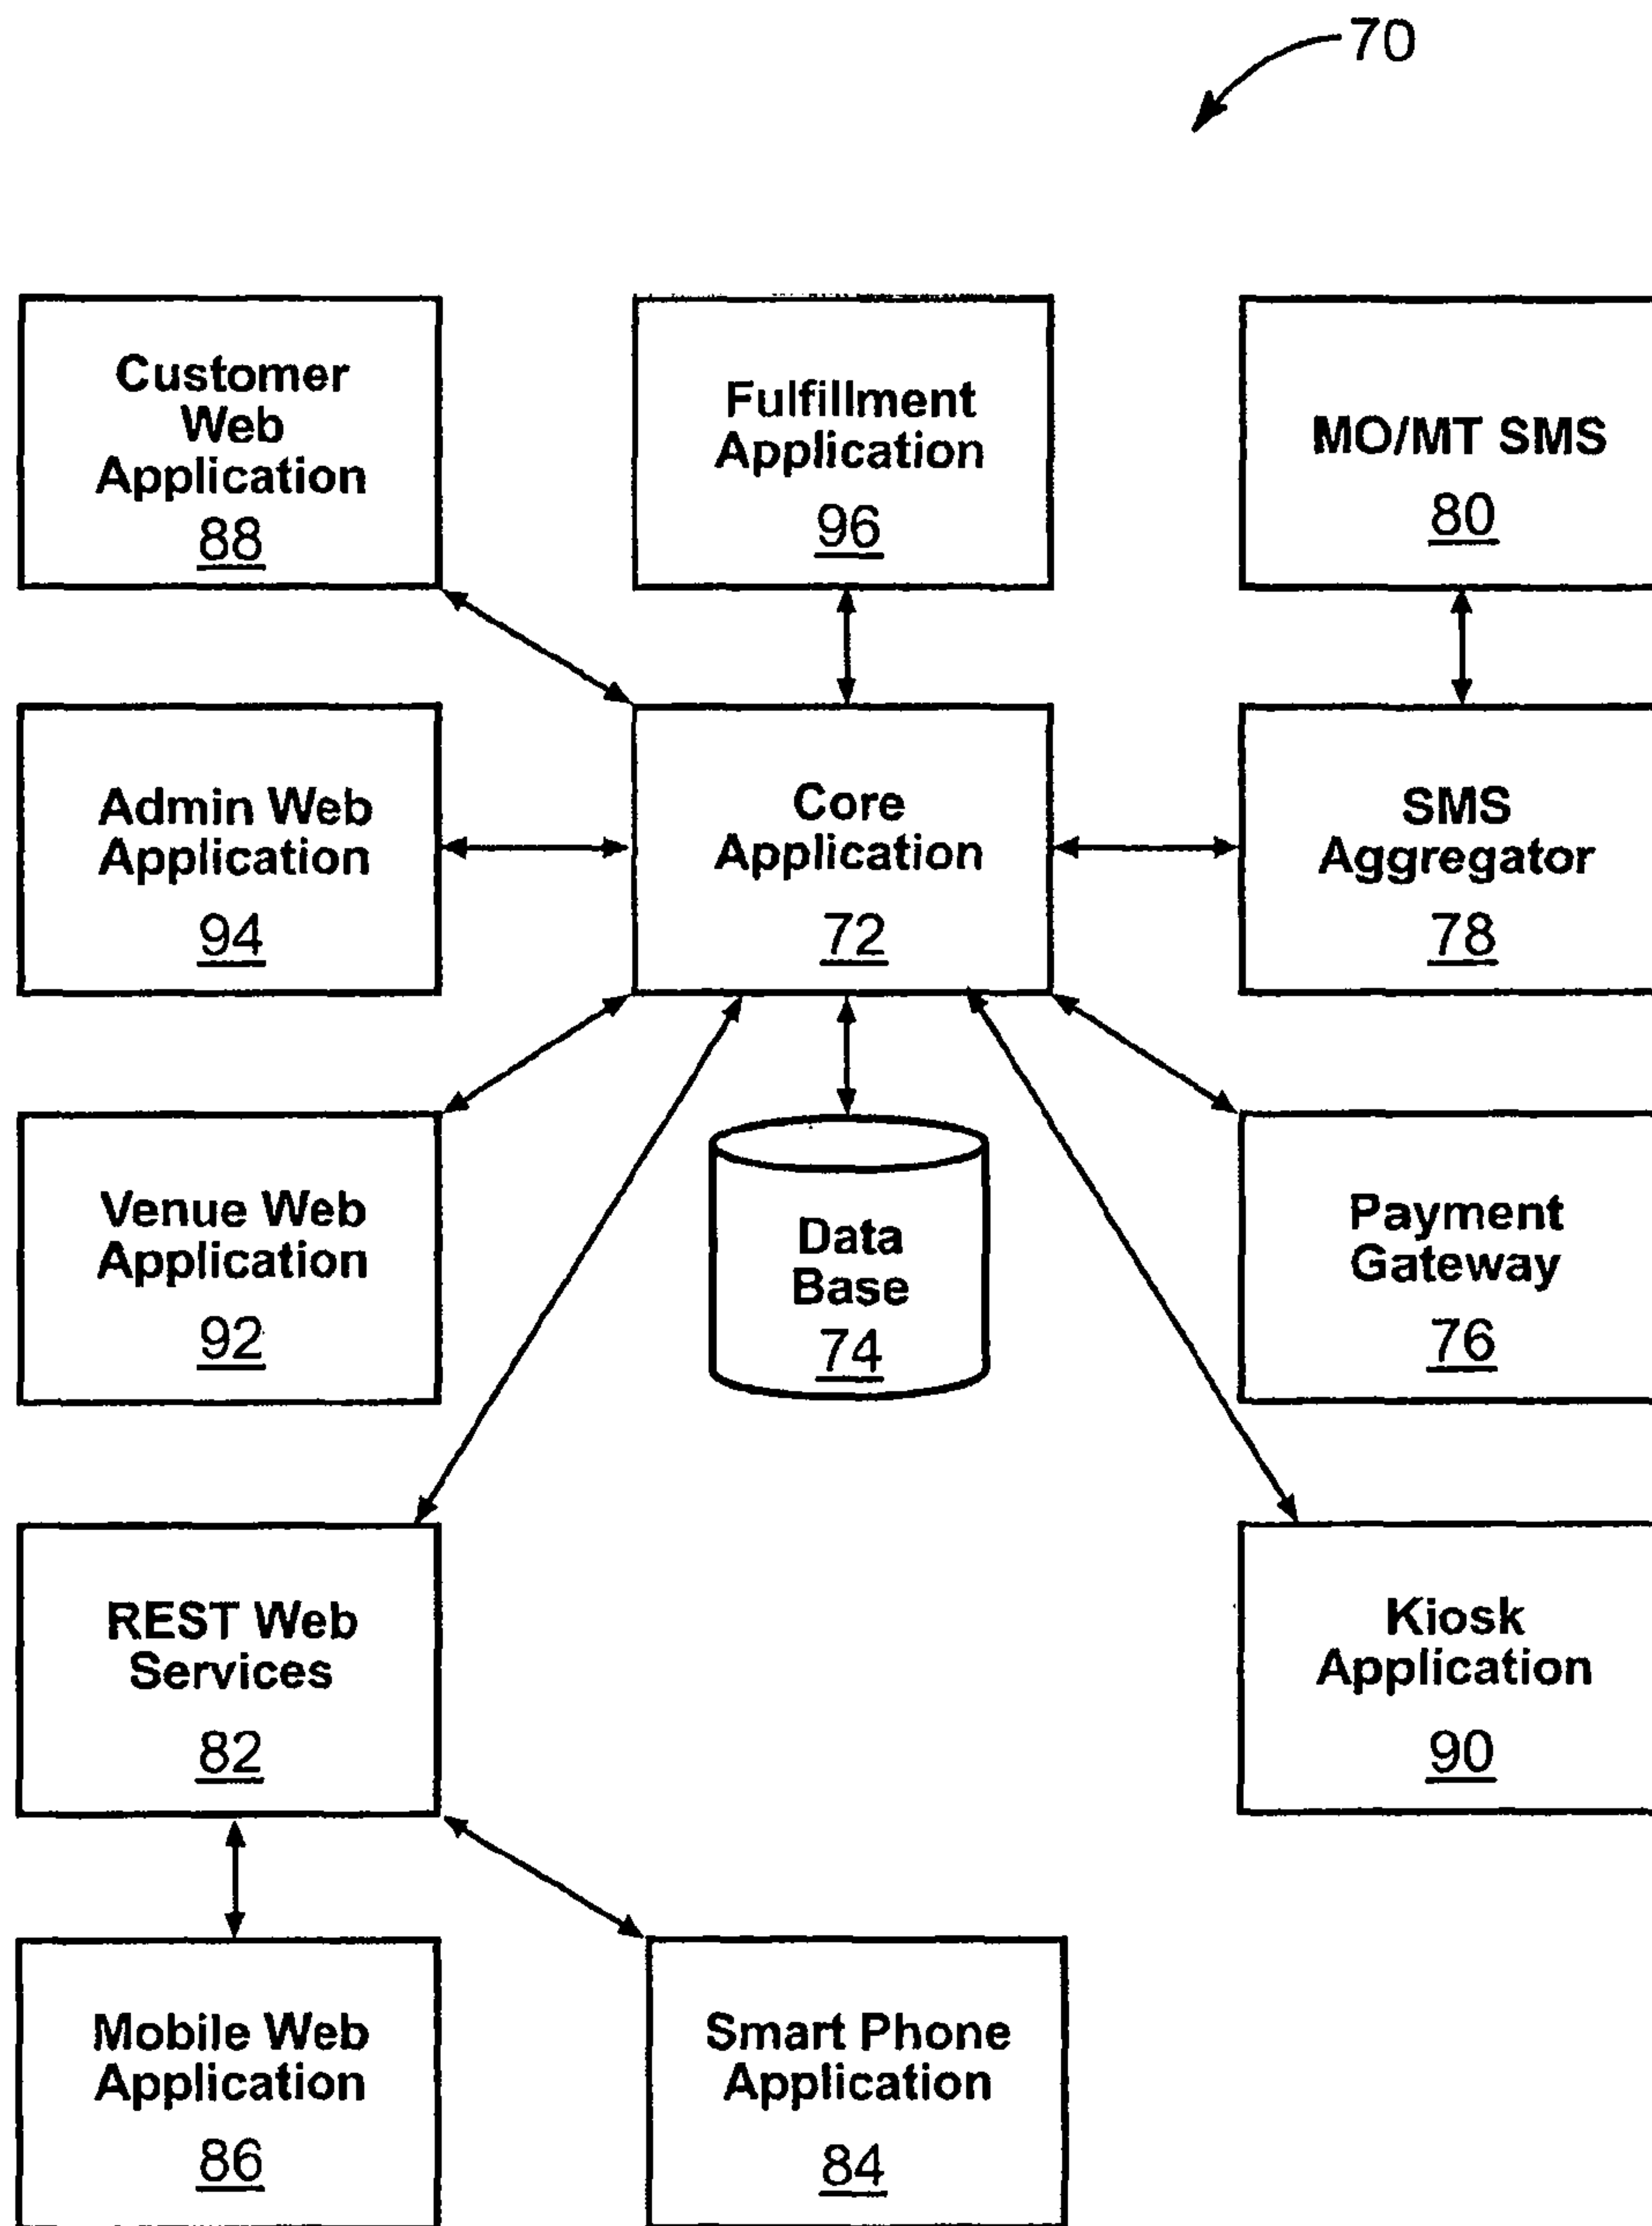 70
Customer
Web
Application
88
Fulfillment
Application
96
MO/MT SMS
80
Admin Web
Application
94
Core
Application
72
SMS
Aggregator
78
Venue Web
Application
92
Data
Base
74
Payment
Gateway
76
REST Web
Services
82
Kiosk
Application
90
Mobile Web
Application
86
Smart Phone
Application
84